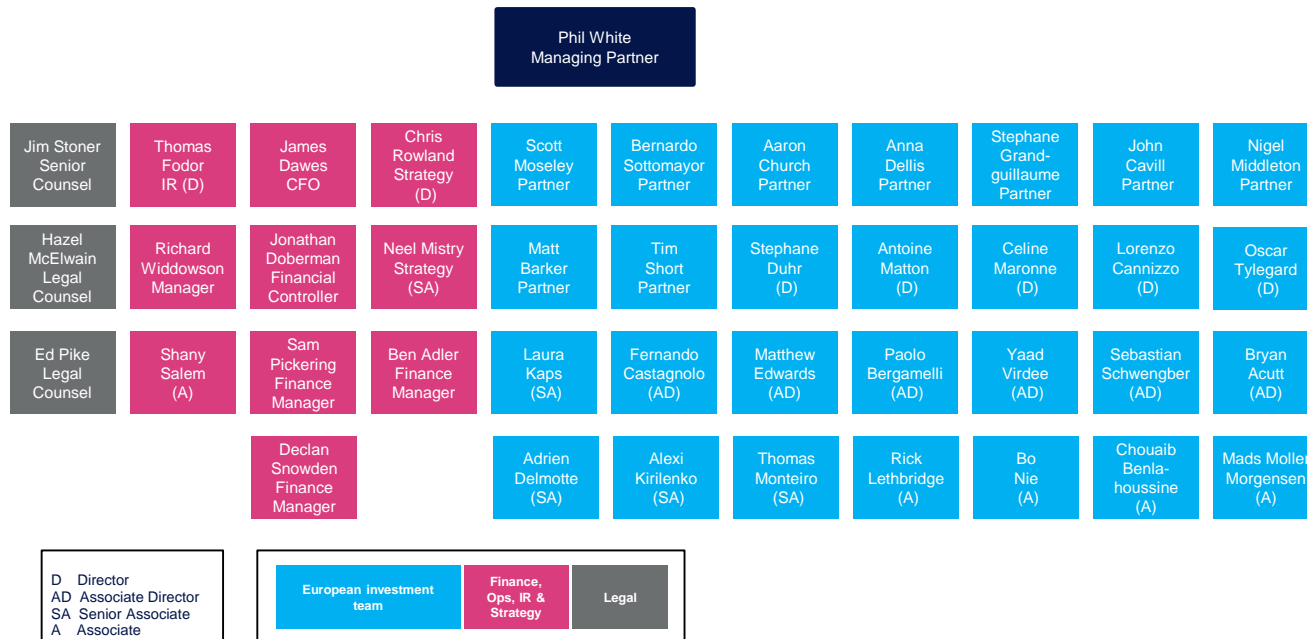 Phil White
Managing Partner
Jim Stoner
Senior
Counsel
Thomas
Fodor
IR (D)
James
Dawes
CFO
Chris
Rowland
Strategy
(D)
Scott
Moseley
Partner
Bernardo
Sottomayor
Partner
Aaron
Church
Partner
Anna
Dellis
Partner
Stephane
Grand-
guillaume
Partner
John
Cavill
Partner
Nigel
Middleton
Partner
Hazel
McElwain
Legal
Counsel
Richard
Widdowson
Manager
Jonathan
Doberman
Financial
Controller
Neel Mistry
Strategy
(SA)
Matt
Barker
Partner
Tim
Short
Partner
Stephane
Duhr
(D)
Antoine
Matton
(D)
Celine
Maronne
(D)
Lorenzo
Cannizzo
(D)
Oscar
Tylegard
(D)
Ed Pike
Legal
Counsel
Shany
Salem
(A)
Sam
Pickering
Finance
Manager
Ben Adler
Finance
Manager
Laura
Kaps
(SA)
Fernando
Castagnolo
(AD)
Matthew
Edwards
(AD)
Paolo
Bergamelli
(AD)
Yaad
Virdee
(AD)
Sebastian
Schwengber
(AD)
Bryan
Acutt
(AD)
Declan
Snowden
Finance
Manager
Adrien
Delmotte
(SA)
Alexi
Kirilenko
(SA)
Thomas
Monteiro
(SA)
Rick
Lethbridge
(A)
Bo
Nie
(A)
Chouaib
Benla-
houssine
(A)
Mads Moller
Morgensen
(A)
D Director
AD Associate Director
SA Senior Associate
A Associate
European investment
team
Finance,
Ops, IR &
Strategy
Legal